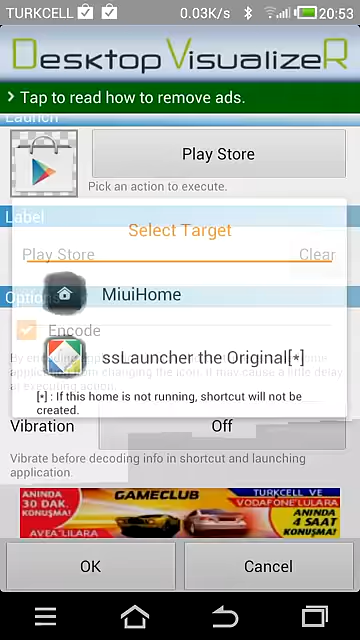 TURKCELL 0.03K/s 20:53
Desktop VisualizeR
> Tap to read how to remove ads.
Launch
Play Store
Pick an action to execute.
Label
Select Target
Play Store Clear
MiuiHome
Options
Encode
ssLauncher the Original[*]
[*] : If this home is not running, shortcut will not be
created.
Vibration Off
Vibrate before decoding info in shortcut and launching
application.
ANINDA
30 DAK.
KONUŞMA!
AVEA'LILARA
GAMECLUB
TURKCELL VE
VODAFONE'LULARA
ANINDA
4 SAAT
KONUŞMA!
OK Cancel